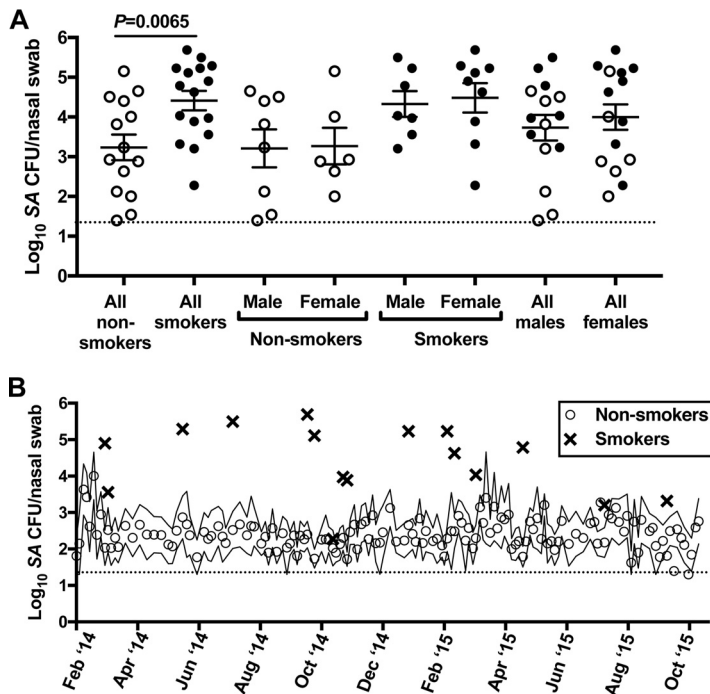 A
P=0.0065
Log10 SA CFU/nasal swab
6
5
4
3
2
1
0
All non-smokers
All smokers
Male
Female
Non-smokers
Male
Female
Smokers
All males
All females
B
Log10 SA CFU/nasal swab
6
5
4
3
2
1
0
Non-smokers
Smokers
Feb '14
Apr '14
Jun '14
Aug '14
Oct '14
Dec '14
Feb '15
Apr '15
Jun '15
Aug '15
Oct '15